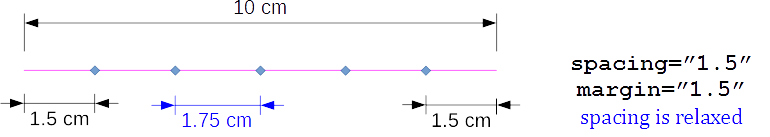 10 cm
1.5 cm
1.75 cm
1.5 cm
spacing=”1.5”
margin=”1.5”
spacing is relaxed